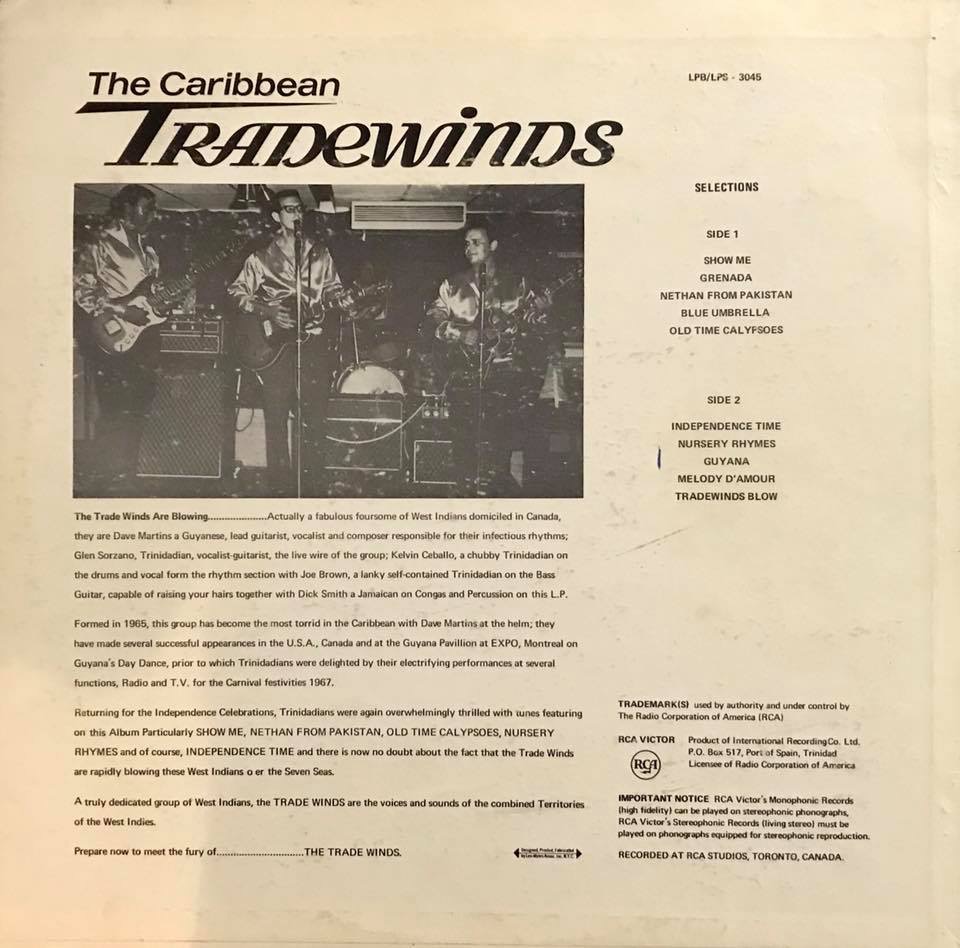 The Caribbean
TRADEWINDS
LPB/LPS - 3045
SELECTIONS
SIDE 1
SHOW ME
GRENADA
NETHAN FROM PAKISTAN
BLUE UMBRELLA
OLD TIME CALYPSOES
SIDE 2
INDEPENDENCE TIME
NURSERY RHYMES
GUYANA
MELODY D'AMOUR
TRADEWINDS BLOW
The Trade Winds Are Blowing....................Actually a fabulous foursome of West Indians domiciled in Canada,
they are Dave Martins a Guyanese, lead guitarist, vocalist and composer responsible for their infectious rhythms;
Glen Sorzano, Trinidadian, vocalist-guitarist, the live wire of the group; Kelvin Ceballo, a chubby Trinidadian on
the drums and vocal form the rhythm section with Joe Brown, a lanky self-contained Trinidadian on the Bass
Guitar, capable of raising your hairs together with Dick Smith a Jamaican on Congas and Percussion on this L.P.
Formed in 1965, this group has become the most torrid in the Caribbean with Dave Martins at the helm; they
have made several successful appearances in the U.S.A., Canada and at the Guyana Pavillion at EXPO, Montreal on
Guyana's Day Dance, prior to which Trinidadians were delighted by their electrifying performances at several
functions, Radio and T.V. for the Carnival festivities 1967.
Returning for the Independence Celebrations, Trinidadians were again overwhelmingly thrilled with tunes featuring
on this Album Particularly SHOW ME, NETHAN FROM PAKISTAN, OLD TIME CALYPSOES, NURSERY
RHYMES and of course, INDEPENDENCE TIME and there is now no doubt about the fact that the Trade Winds
are rapidly blowing these West Indians o er the Seven Seas.
A truly dedicated group of West Indians, the TRADE WINDS are the voices and sounds of the combined Territories
of the West Indies.
Prepare now to meet the fury of.............................THE TRADE WINDS.
Designed, Printed, Fabricated
N.Y.C.
TRADEMARK(S) used by authority and under control by
The Radio Corporation of America (RCA)
RCA VICTOR
RCA
Product of International Recording Co. Ltd.
P.O. Box 517, Port of Spain, Trinidad
Licensee of Radio Corporation of America
IMPORTANT NOTICE RCA Victor's Monophonic Records
(high fidelity) can be played on stereophonic phonographs,
RCA Victor's Stereophonic Records (living stereo) must be
played on phonographs equipped for stereophonic reproduction.
RECORDED AT RCA STUDIOS, TORONTO, CANADA.